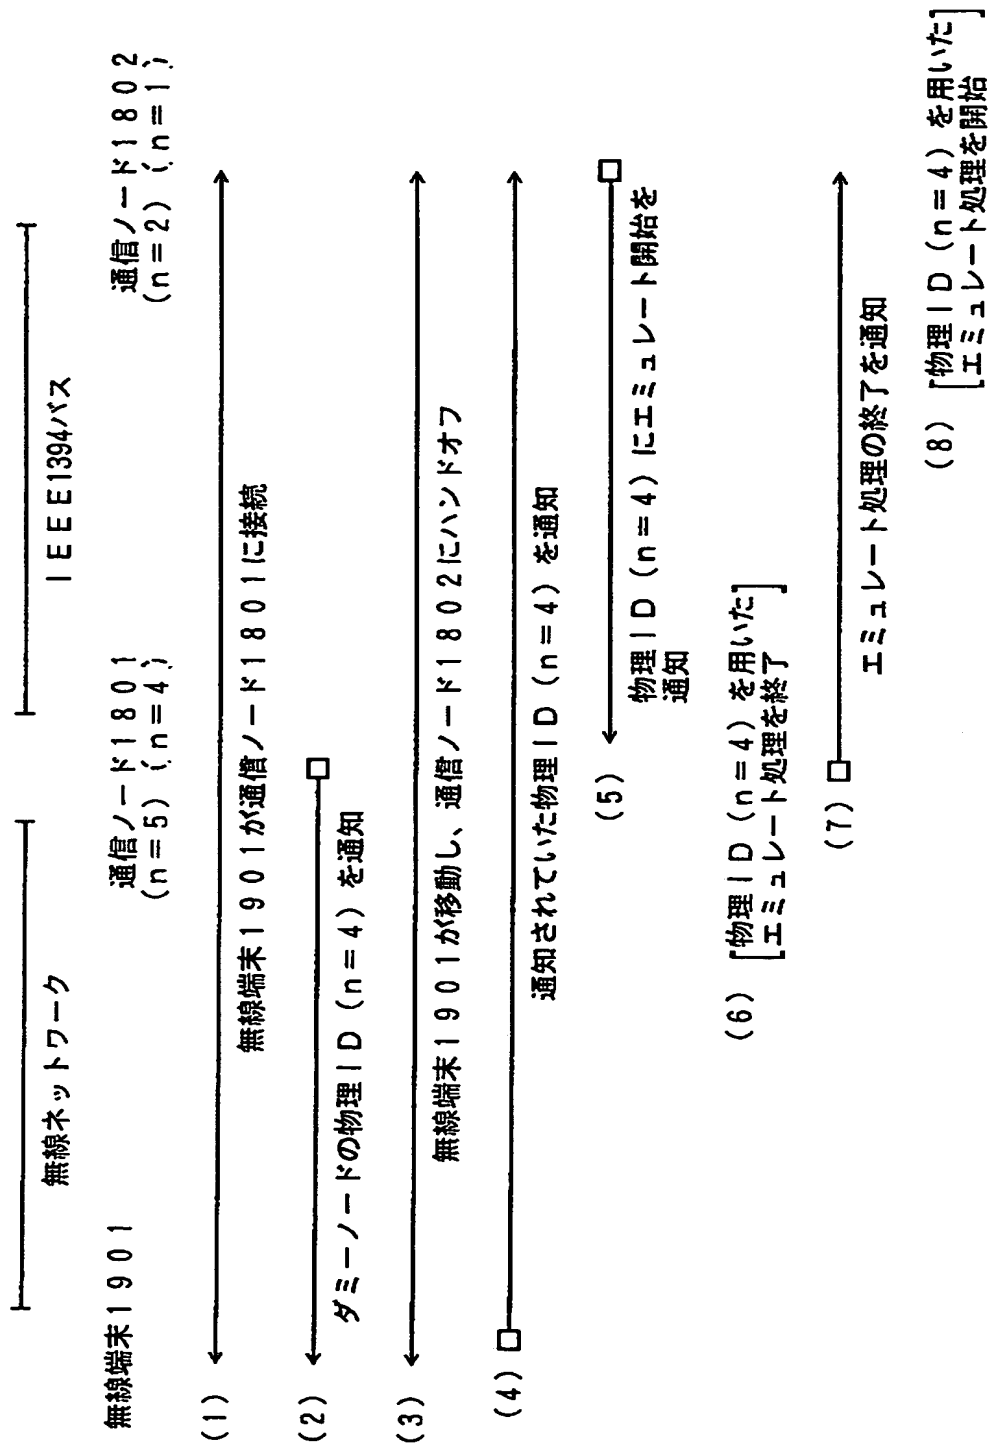 無線ネットワーク
IEEE1394バス
無線端末1901
通信ノード1801
(n=5) (n=4)
通信ノード1802
(n=2) (n=1)
(1)
無線端末1901が通信ノード1801に接続
(2)
ダミーノードの物理ID (n=4) を通知
(3)
無線端末1901が移動し、通信ノード1802にハンドオフ
(4)
通知されていた物理ID (n=4) を通知
(5)
物理ID (n=4) にエミュレート開始を
通知
(6) [物理ID (n=4) を用いた
エミュレート処理を終了]
(7)
エミュレート処理の終了を通知
(8) [物理ID (n=4) を用いた
エミュレート処理を開始]